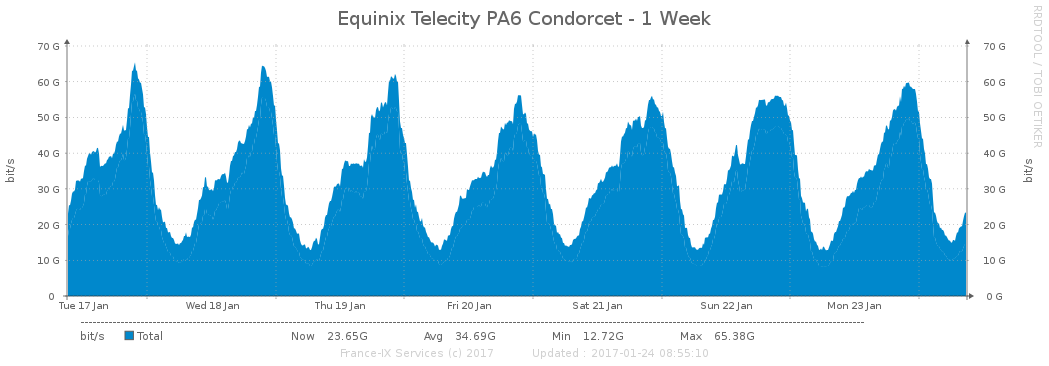 Equinix Telecity PA6 Condorcet - 1 Week
RRDTOOL / TOBI OETIKER
bit/s
bit/s
70 G 70 G
60 G 60 G
50 G 50 G
40 G 40 G
30 G 30 G
20 G 20 G
10 G 10 G
0 0 G
Tue 17 Jan Wed 18 Jan Thu 19 Jan Fri 20 Jan Sat 21 Jan Sun 22 Jan Mon 23 Jan
bit/s Total Now 23.65G Avg 34.69G Min 12.72G Max 65.38G
France-IX Services (c) 2017 Updated : 2017-01-24 08:55:10